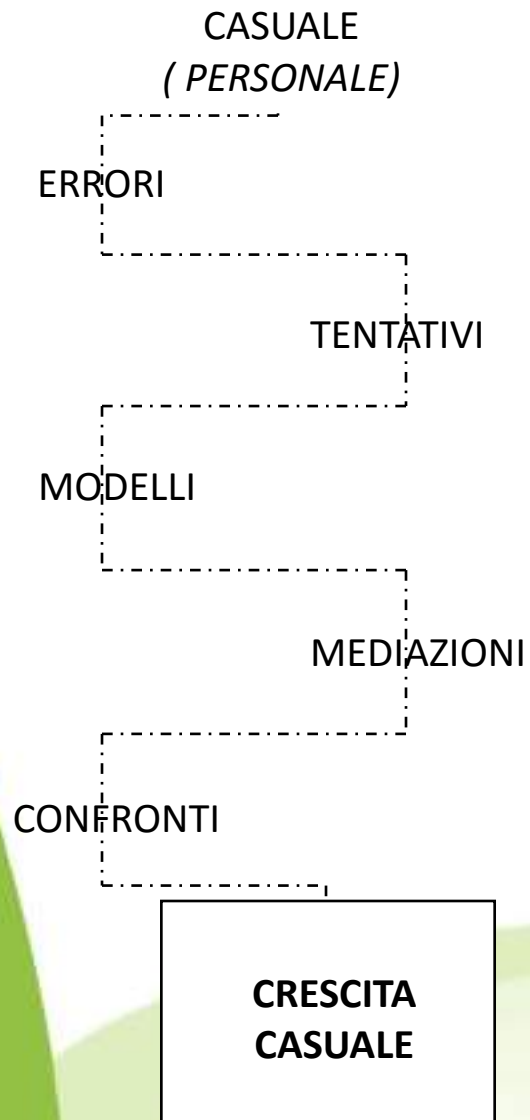 CASUALE
( PERSONALE)
ERRORI
TENTATIVI
MODELLI
MEDIAZIONI
CONFRONTI
CRESCITA
CASUALE